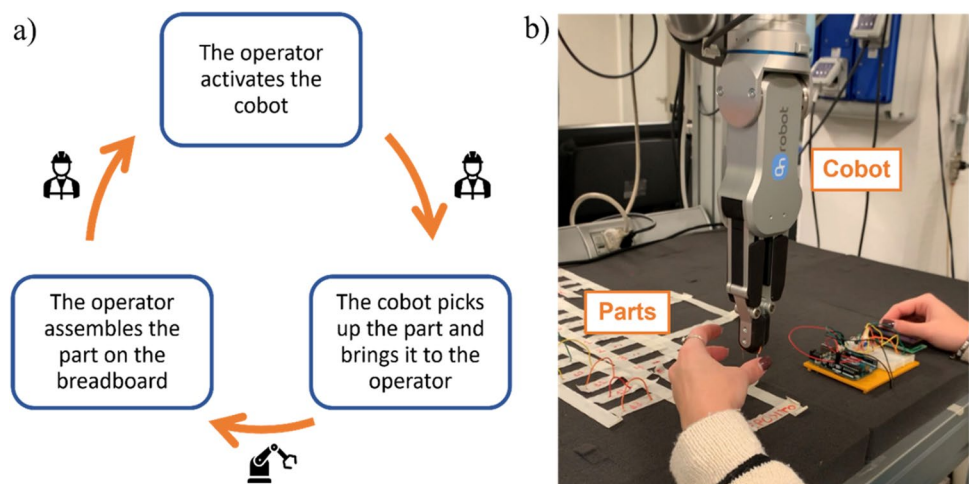 a)
The operator
activates the
cobot
The operator
assembles the
part on the
breadboard
The cobot picks
up the part and
brings it to the
operator
b)
On robot
Cobot
Parts